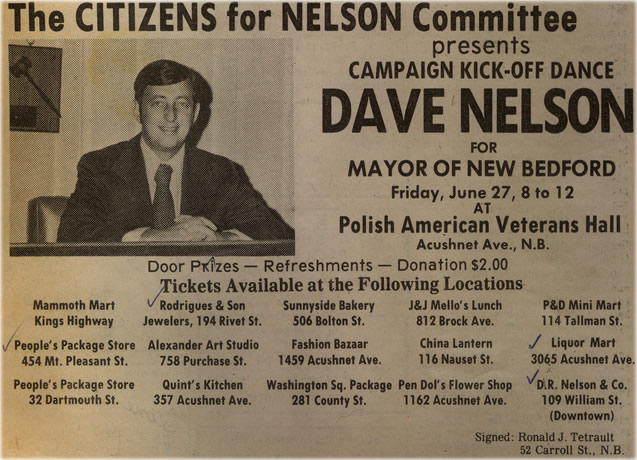 The CITIZENS for NELSON Committee
presents
CAMPAIGN KICK-OFF DANCE
DAVE NELSON
FOR
MAYOR OF NEW BEDFORD
Friday, June 27, 8 to 12
AT
Polish American Veterans Hall
Acushnet Ave., N.B.
Door Prizes — Refreshments — Donation $2.00
Tickets Available at the Following Locations
Mammoth Mart
Kings Highway
Rodrigues & Son
Jewelers, 194 Rivet St.
Sunnyside Bakery
506 Bolton St.
J&J Mello's Lunch
812 Brock Ave.
P&D Mini Mart
114 Tallman St.
People's Package Store
454 Mt. Pleasant St.
Alexander Art Studio
758 Purchase St.
Fashion Bazaar
1459 Acushnet Ave.
China Lantern
116 Nauset St.
Liquor Mart
3065 Acushnet Ave.
People's Package Store
32 Dartmouth St.
Quint's Kitchen
357 Acushnet Ave.
Washington Sq. Package
281 County St.
Pen Dol's Flower Shop
1162 Acushnet Ave.
D.R. Nelson & Co.
109 William St.
(Downtown)
Signed: Ronald J. Tetrault
52 Carroll St., N.B.